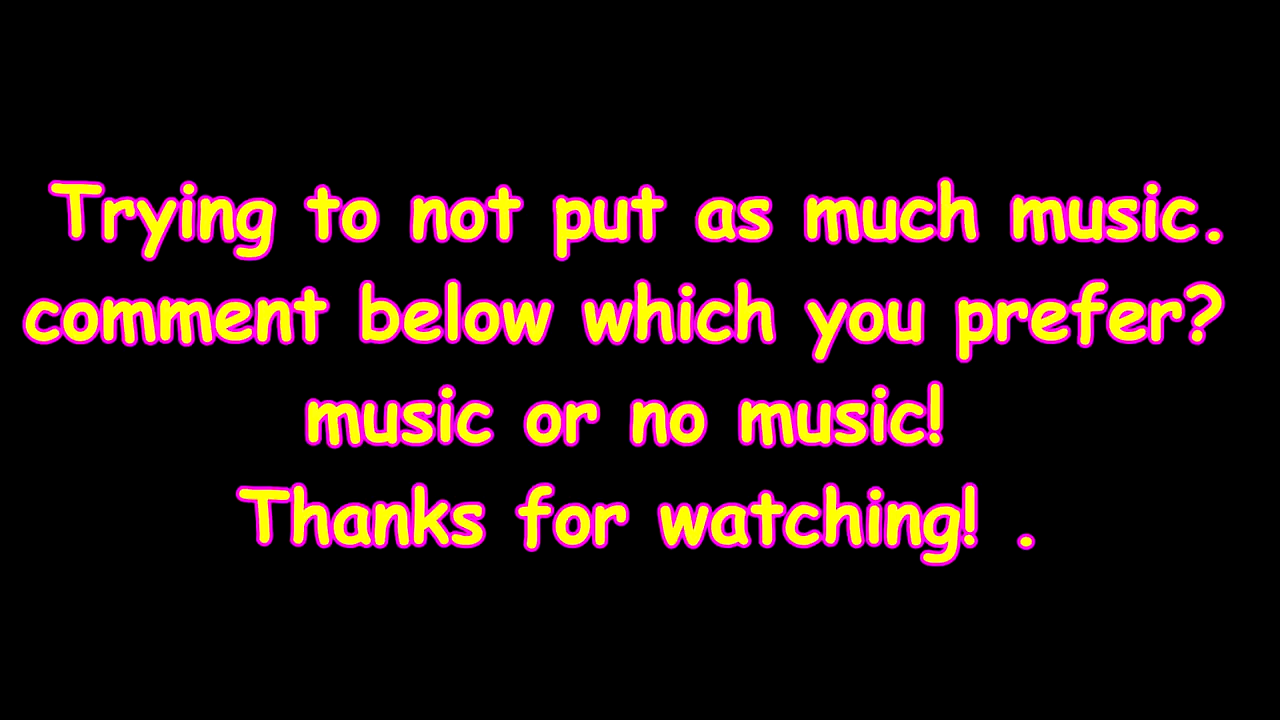 Trying to not put as much music.
comment below which you prefer?
music or no music!
Thanks for watching! .